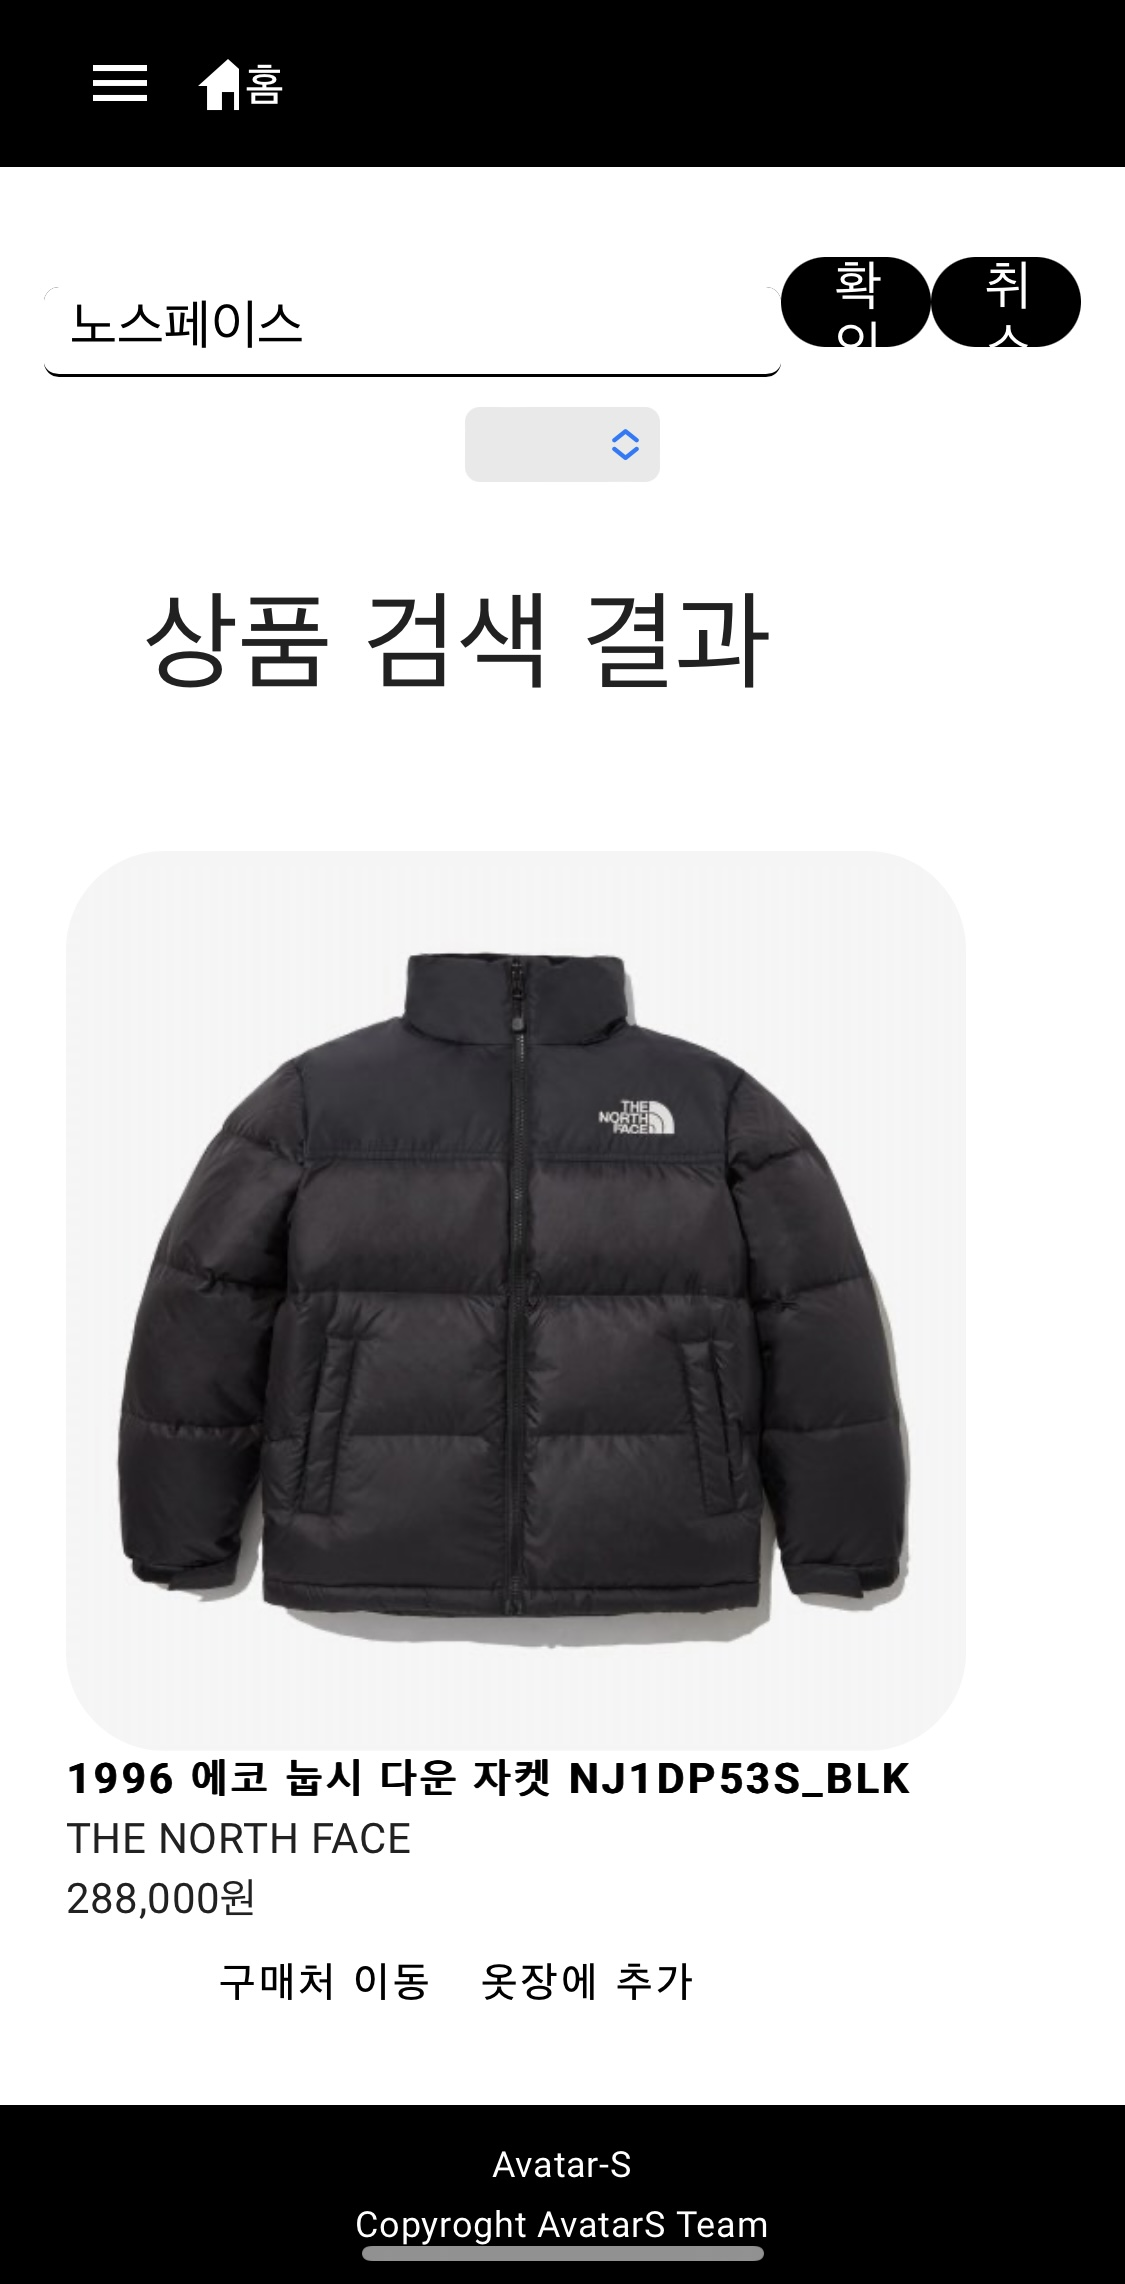 홈
노스페이스
확인
취소
상품 검색 결과
THE
NORTH
FACE
1996 에코 눕시 다운 자켓 NJ1DP53S_BLK
THE NORTH FACE
288,000원
구매처 이동 옷장에 추가
Avatar-S
Copyroght AvatarS Team